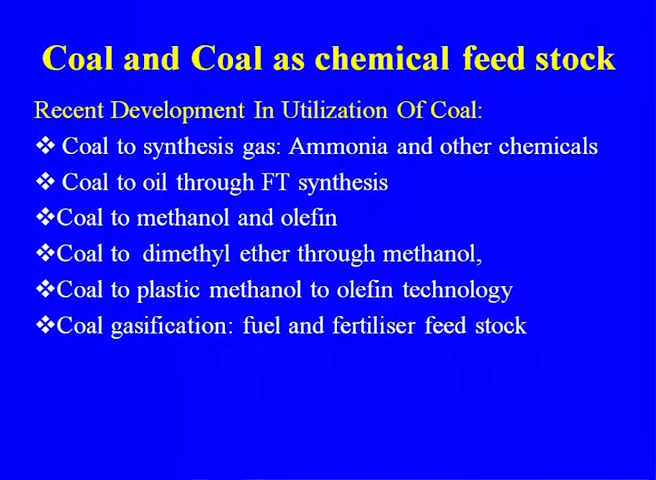 Coal and Coal as chemical feed stock
Recent Development In Utilization Of Coal:
❖ Coal to synthesis gas: Ammonia and other chemicals
❖ Coal to oil through FT synthesis
❖Coal to methanol and olefin
❖Coal to  dimethyl ether through methanol,
❖Coal to plastic methanol to olefin technology
❖Coal gasification: fuel and fertiliser feed stock